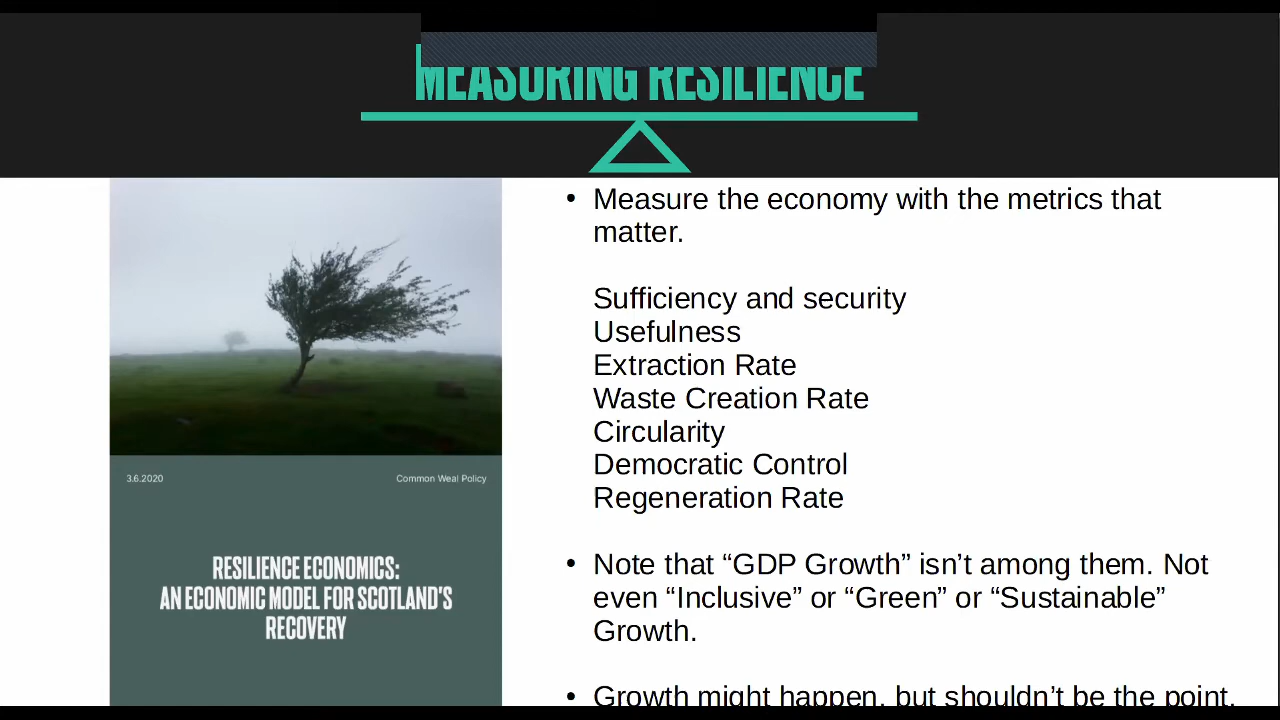 MEASURING RESILIENCE
• Measure the economy with the metrics that
matter.
Sufficiency and security
Usefulness
Extraction Rate
Waste Creation Rate
Circularity
Democratic Control
Regeneration Rate
• Note that “GDP Growth” isn’t among them. Not
even “Inclusive” or “Green” or “Sustainable”
Growth.
• Growth might happen, but shouldn’t be the point.
3.6.2020
Common Weal Policy
RESILIENCE ECONOMICS:
AN ECONOMIC MODEL FOR SCOTLAND'S
RECOVERY